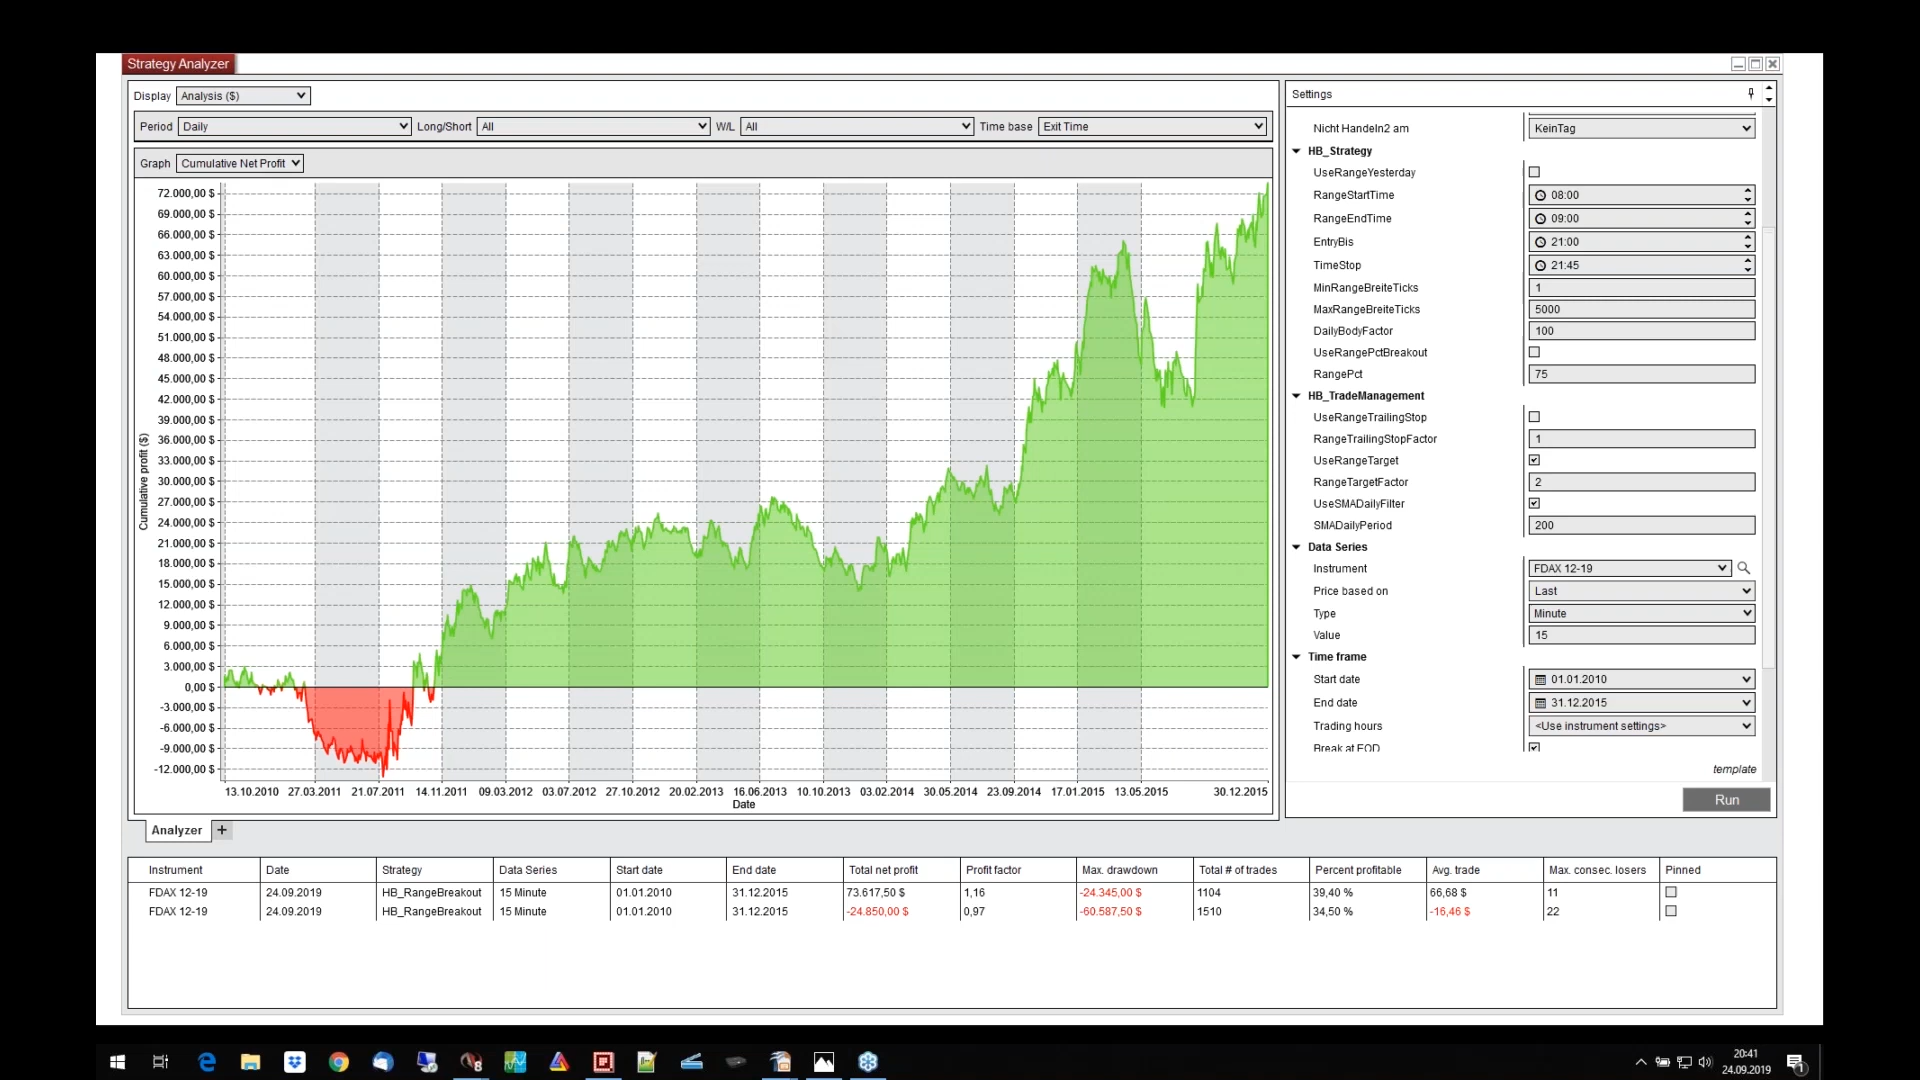 Strategy Analyzer
Display Analysis ($)
Period Daily Long/Short All W/L All Time base Exit Time
Graph Cumulative Net Profit
72.000,00 $
69.000,00 $
66.000,00 $
63.000,00 $
60.000,00 $
57.000,00 $
54.000,00 $
51.000,00 $
48.000,00 $
45.000,00 $
42.000,00 $
39.000,00 $
36.000,00 $
33.000,00 $
30.000,00 $
27.000,00 $
24.000,00 $
21.000,00 $
18.000,00 $
15.000,00 $
12.000,00 $
9.000,00 $
6.000,00 $
3.000,00 $
0,00 $
-3.000,00 $
-6.000,00 $
-9.000,00 $
-12.000,00 $
Cumulative profit ($)
13.10.2010 27.03.2011 21.07.2011 14.11.2011 09.03.2012 03.07.2012 27.10.2012 20.02.2013 16.06.2013 10.10.2013 03.02.2014 30.05.2014 23.09.2014 17.01.2015 13.05.2015 30.12.2015
Date
Settings
Nicht Handeln2 am KeinTag
HB_Strategy
UseRangeYesterday
RangeStartTime 08:00
RangeEndTime 09:00
EntryBis 21:00
TimeStop 21:45
MinRangeBreiteTicks 1
MaxRangeBreiteTicks 5000
DailyBodyFactor 100
UseRangePctBreakout
RangePct 75
HB_TradeManagement
UseRangeTrailingStop
RangeTrailingStopFactor 1
UseRangeTarget
RangeTargetFactor 2
UseSMADailyFilter
SMADailyPeriod 200
Data Series
Instrument FDAX 12-19
Price based on Last
Type Minute
Value 15
Time frame
Start date 01.01.2010
End date 31.12.2015
Trading hours <Use instrument settings>
Break at EOD
template
Run
Analyzer +
Instrument Date Strategy Data Series Start date End date Total net profit Profit factor Max. drawdown Total # of trades Percent profitable Avg. trade Max. consec. losers Pinned
FDAX 12-19 24.09.2019 HB_RangeBreakout 15 Minute 01.01.2010 31.12.2015 73.617,50 $ 1,16 -24.345,00 $ 1104 39,40 % 66,68 $ 11
FDAX 12-19 24.09.2019 HB_RangeBreakout 15 Minute 01.01.2010 31.12.2015 -24.850,00 $ 0,97 -60.587,50 $ 1510 34,50 % -16,46 $ 22
20:41
24.09.2019